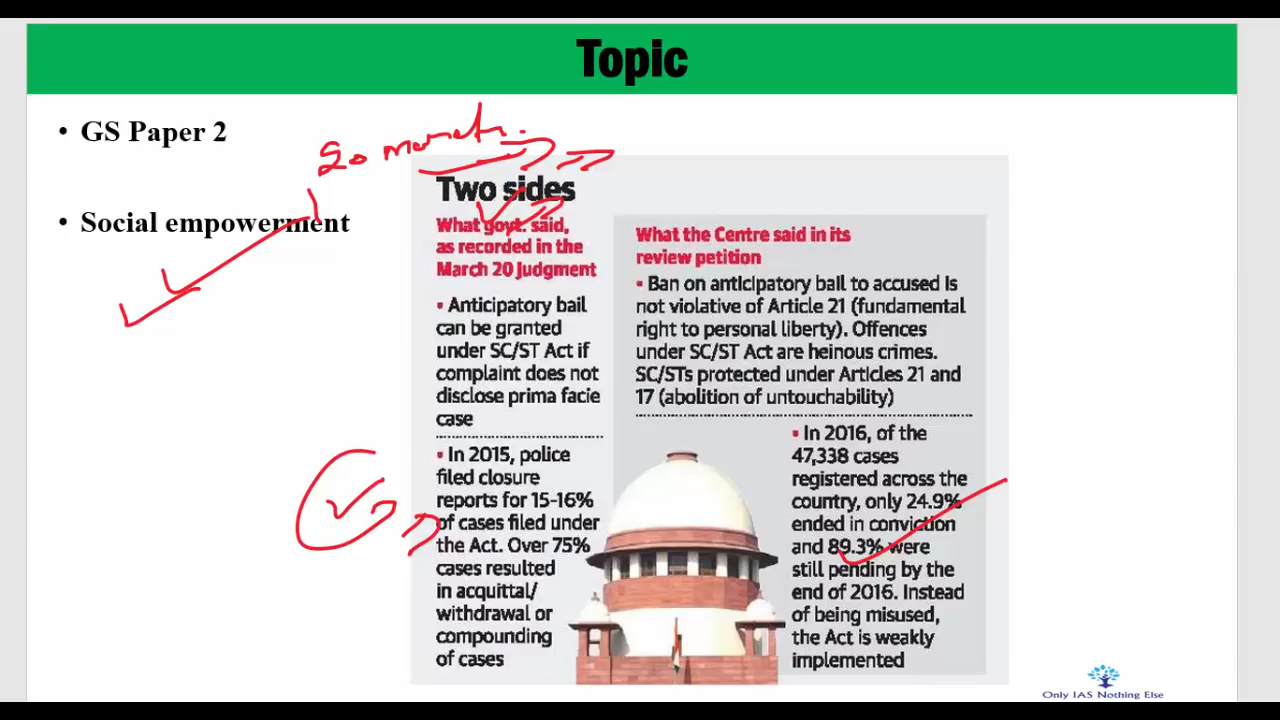 Topic
• GS Paper 2
20 march.
• Social empowerment
Two sides
What govt. said,
as recorded in the
March 20 Judgment
• Anticipatory bail
can be granted
under SC/ST Act if
complaint does not
disclose prima facie
case
• In 2015, police
filed closure
reports for 15-16%
of cases filed under
the Act. Over 75%
cases resulted
in acquittal/
withdrawal or
compounding
of cases
What the Centre said in its
review petition
• Ban on anticipatory bail to accused is
not violative of Article 21 (fundamental
right to personal liberty). Offences
under SC/ST Act are heinous crimes.
SC/STs protected under Articles 21 and
17 (abolition of untouchability)
• In 2016, of the
47,338 cases
registered across the
country, only 24.9%
ended in conviction
and 89.3% were
still pending by the
end of 2016. Instead
of being misused,
the Act is weakly
implemented
Only IAS Nothing Else